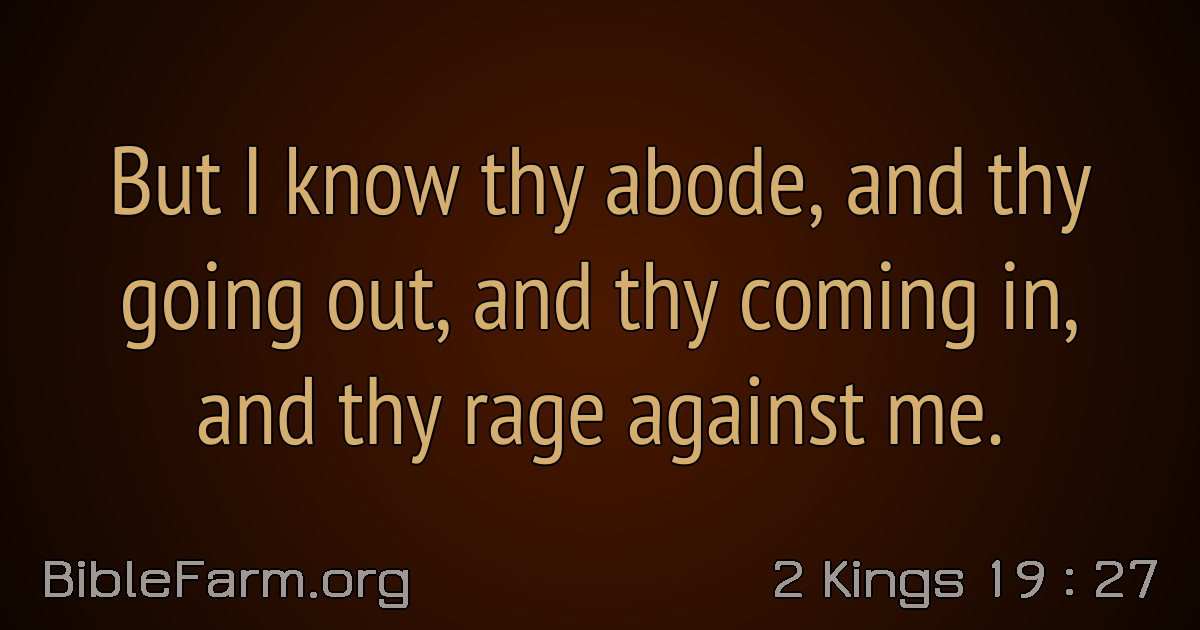 But I know thy abode, and thy
going out, and thy coming in,
and thy rage against me.
BibleFarm.org
2 Kings 19 : 27